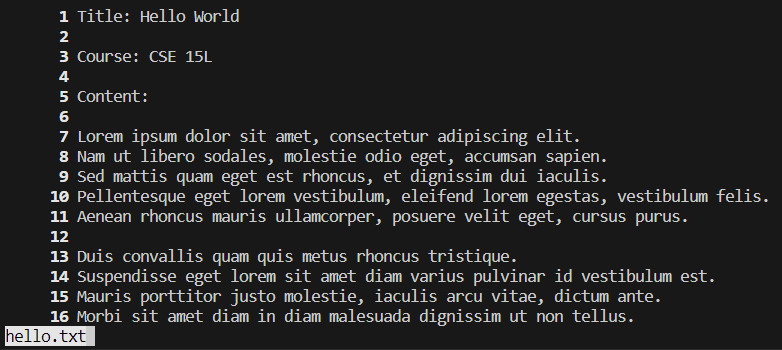 1 Title: Hello World
2
3 Course: CSE 15L
4
5 Content:
6
7 Lorem ipsum dolor sit amet, consectetur adipiscing elit.
8 Nam ut libero sodales, molestie odio eget, accumsan sapien.
9 Sed mattis quam eget est rhoncus, et dignissim dui iaculis.
10 Pellentesque eget lorem vestibulum, eleifend lorem egestas, vestibulum felis.
11 Aenean rhoncus mauris ullamcorper, posuere velit eget, cursus purus.
12
13 Duis convallis quam quis metus rhoncus tristique.
14 Suspendisse eget lorem sit amet diam varius pulvinar id vestibulum est.
15 Mauris porttitor justo molestie, iaculis arcu vitae, dictum ante.
16 Morbi sit amet diam in diam malesuada dignissim ut non tellus.
hello.txt